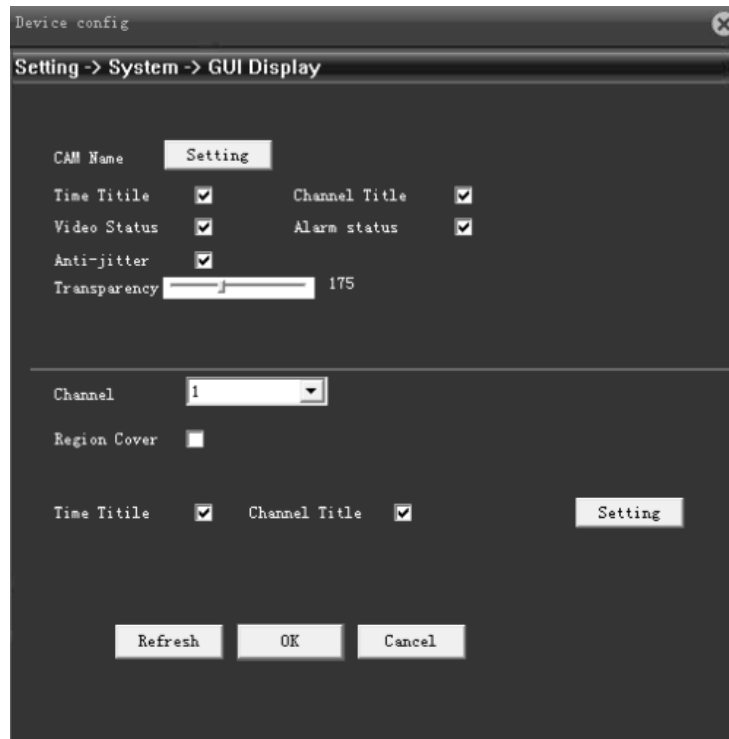 Device config
Setting -> System -> GUI Display
CAM Name Setting
Time Titile Channel Title
Video Status Alarm status
Anti-jitter
Transparency 175
Channel 1
Region Cover
Time Titile Channel Title Setting
Refresh OK Cancel